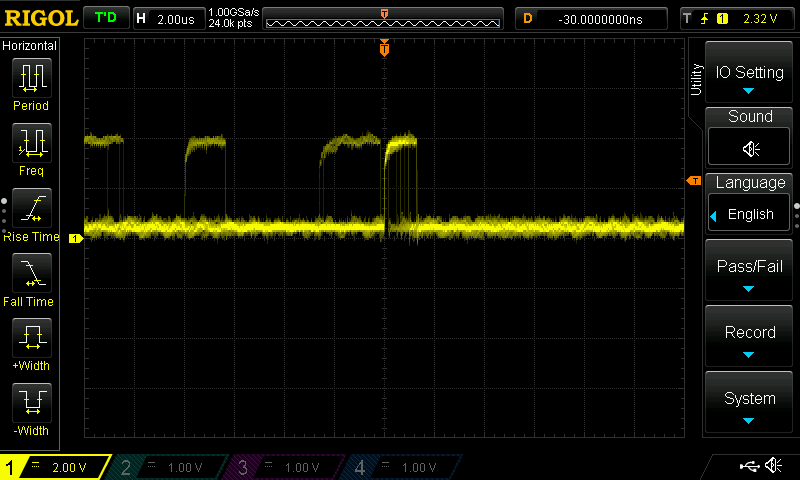 RIGOL T'D H 2.00us 1.00GSa/s
24.0k pts T D -30.0000000ns T 1 2.32 V
Horizontal
Period
Freq
Rise Time
Fall Time
+Width
-Width
T
T
1
Utility
IO Setting
Sound
Language
English
Pass/Fail
Record
System
1 2.00 V 2 1.00 V 3 1.00 V 4 1.00 V